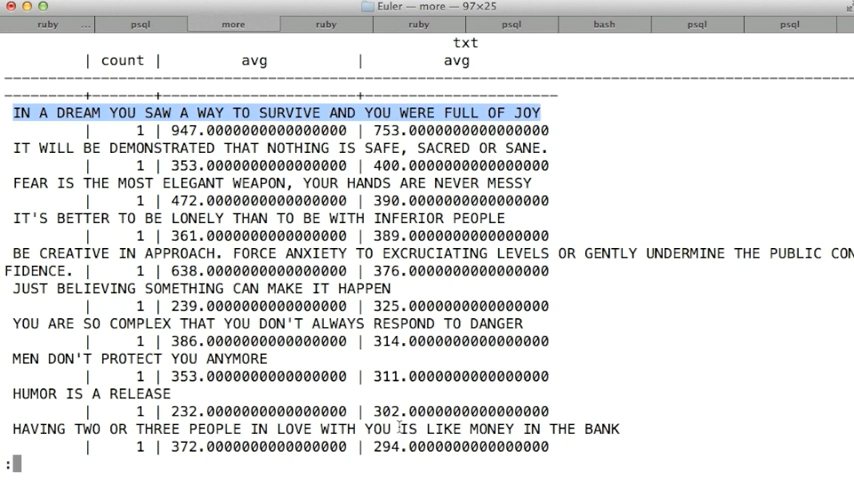 Euler — more — 97×25
ruby ... psql more ruby ruby psql bash psql psql
txt
| count | avg | avg
---------+-------+----------------------+----------------------
IN A DREAM YOU SAW A WAY TO SURVIVE AND YOU WERE FULL OF JOY
| 1 | 947.0000000000000000 | 753.0000000000000000
IT WILL BE DEMONSTRATED THAT NOTHING IS SAFE, SACRED OR SANE.
| 1 | 353.0000000000000000 | 400.0000000000000000
FEAR IS THE MOST ELEGANT WEAPON, YOUR HANDS ARE NEVER MESSY
| 1 | 472.0000000000000000 | 390.0000000000000000
IT'S BETTER TO BE LONELY THAN TO BE WITH INFERIOR PEOPLE
| 1 | 361.0000000000000000 | 389.0000000000000000
BE CREATIVE IN APPROACH. FORCE ANXIETY TO EXCRUCIATING LEVELS OR GENTLY UNDERMINE THE PUBLIC CON
FIDENCE. | 1 | 638.0000000000000000 | 376.0000000000000000
JUST BELIEVING SOMETHING CAN MAKE IT HAPPEN
| 1 | 239.0000000000000000 | 325.0000000000000000
YOU ARE SO COMPLEX THAT YOU DON'T ALWAYS RESPOND TO DANGER
| 1 | 386.0000000000000000 | 314.0000000000000000
MEN DON'T PROTECT YOU ANYMORE
| 1 | 353.0000000000000000 | 311.0000000000000000
HUMOR IS A RELEASE
| 1 | 232.0000000000000000 | 302.0000000000000000
HAVING TWO OR THREE PEOPLE IN LOVE WITH YOU IS LIKE MONEY IN THE BANK
| 1 | 372.0000000000000000 | 294.0000000000000000
: